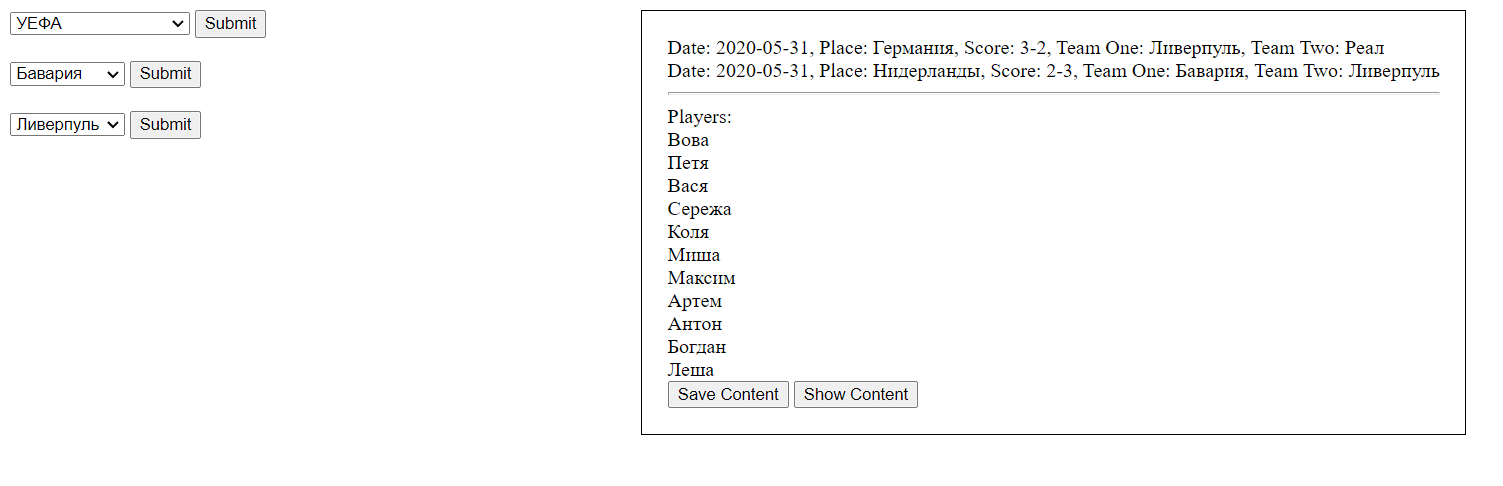 УЕФА Submit
Бавария Submit
Ливерпуль Submit
Date: 2020-05-31, Place: Германия, Score: 3-2, Team One: Ливерпуль, Team Two: Реал
Date: 2020-05-31, Place: Нидерланды, Score: 2-3, Team One: Бавария, Team Two: Ливерпуль
Players:
Вова
Петя
Вася
Сережа
Коля
Миша
Максим
Артем
Антон
Богдан
Леша
Save Content Show Content